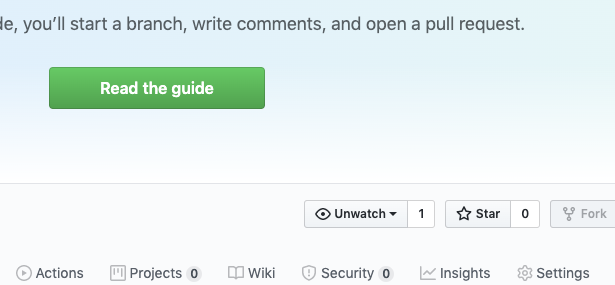 you'll start a branch, write comments, and open a pull request.
Read the guide
Unwatch 1 Star 0 Fork
Actions Projects 0 Wiki Security 0 Insights Settings